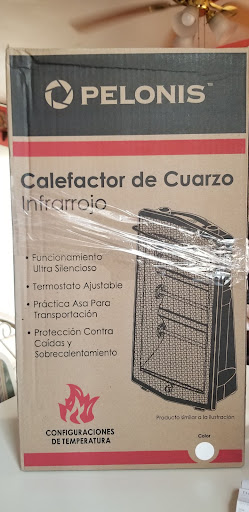 PELONIS™
Calefactor de Cuarzo
Infrarrojo
• Funcionamiento
Ultra Silencioso
• Termostato Ajustable
• Práctica Asa Para
Transportación
• Protección Contra
Caídas y
Sobrecalentamiento
Producto similar a la ilustración
Color
CONFIGURACIONES
DE TEMPERATURA